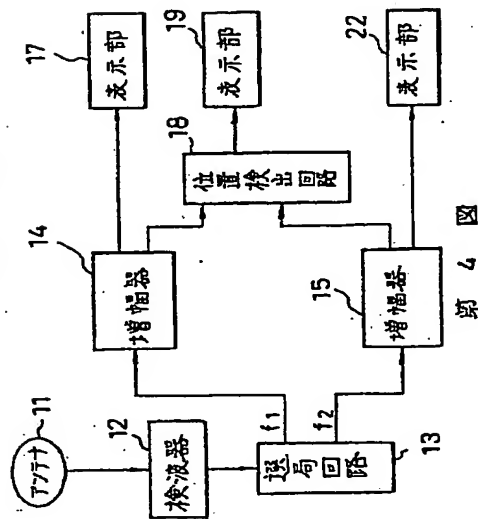 アンテナ
11
検波器
12
選局回路
13
f1
f2
増幅器
14
増幅器
15
表示部
17
位置検出回路
18
表示部
19
表示部
22
第 4 図